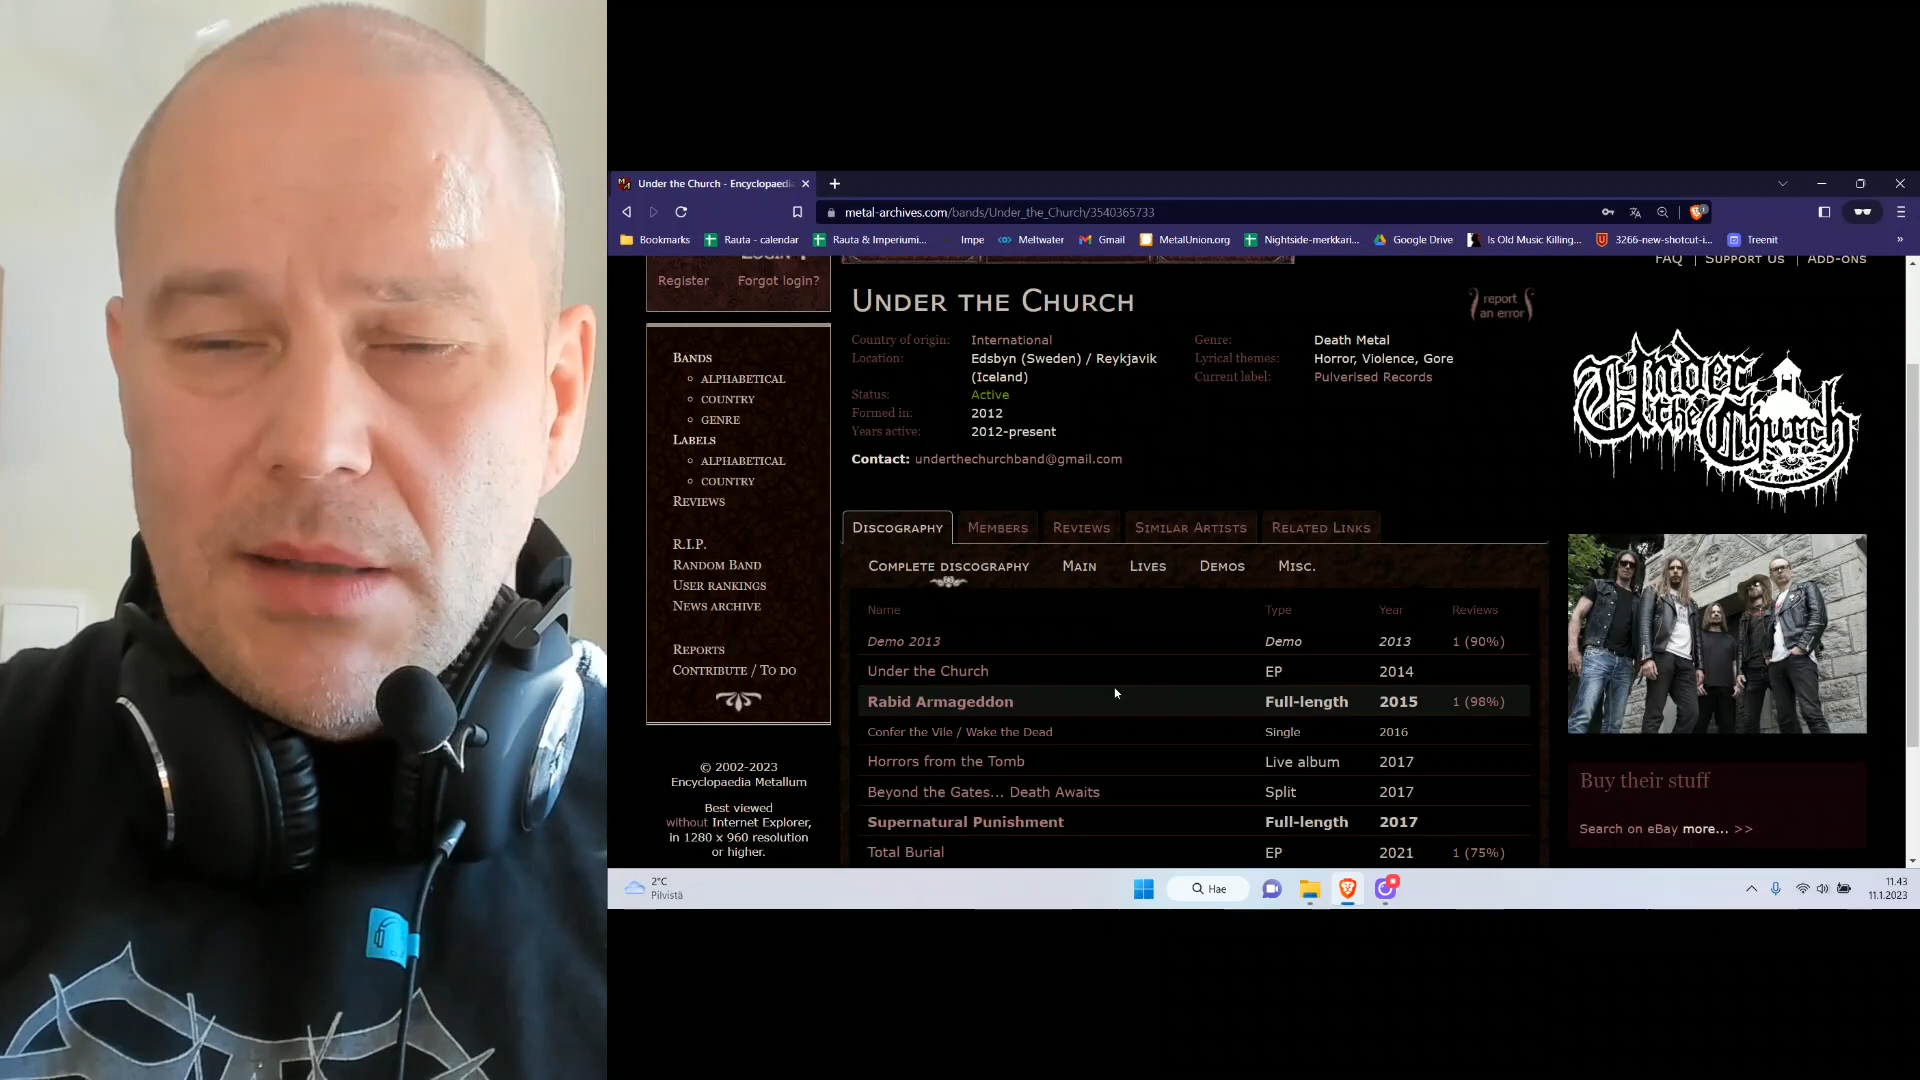 Under the Church - Encyclopaedi
metal-archives.com/bands/Under_the_Church/3540365733
Bookmarks
Rauta - calendar
Rauta & Imperiumi...
Impe
Meltwater
Gmail
MetalUnion.org
Nightside-merkkari...
Google Drive
Is Old Music Killing...
3266-new-shotcut-i...
Treenit
»
Login
Register
Forgot login?
FAQ | Support Us | Add-ons
Under the Church
report
an error
Country of origin: International
Location: Edsbyn (Sweden) / Reykjavik
(Iceland)
Status: Active
Formed in: 2012
Years active: 2012-present
Genre: Death Metal
Lyrical themes: Horror, Violence, Gore
Current label: Pulverised Records
Contact: underthechurchband@gmail.com
Under
the Church
Bands
Alphabetical
Country
Genre
Labels
Alphabetical
Country
Reviews
R.I.P.
Random Band
User rankings
News archive
Reports
Contribute / To do
© 2002-2023
Encyclopaedia Metallum
Best viewed
without Internet Explorer,
in 1280 x 960 resolution
or higher.
Discography
Members
Reviews
Similar Artists
Related Links
Complete discography
Main
Lives
Demos
Misc.
Name Type Year Reviews
Demo 2013 Demo 2013 1 (90%)
Under the Church EP 2014
Rabid Armageddon Full-length 2015 1 (98%)
Confer the Vile / Wake the Dead Single 2016
Horrors from the Tomb Live album 2017
Beyond the Gates... Death Awaits Split 2017
Supernatural Punishment Full-length 2017
Total Burial EP 2021 1 (75%)
Buy their stuff
Search on eBay more... >>
2°C
Pilvistä
Hae
11.43
11.1.2023